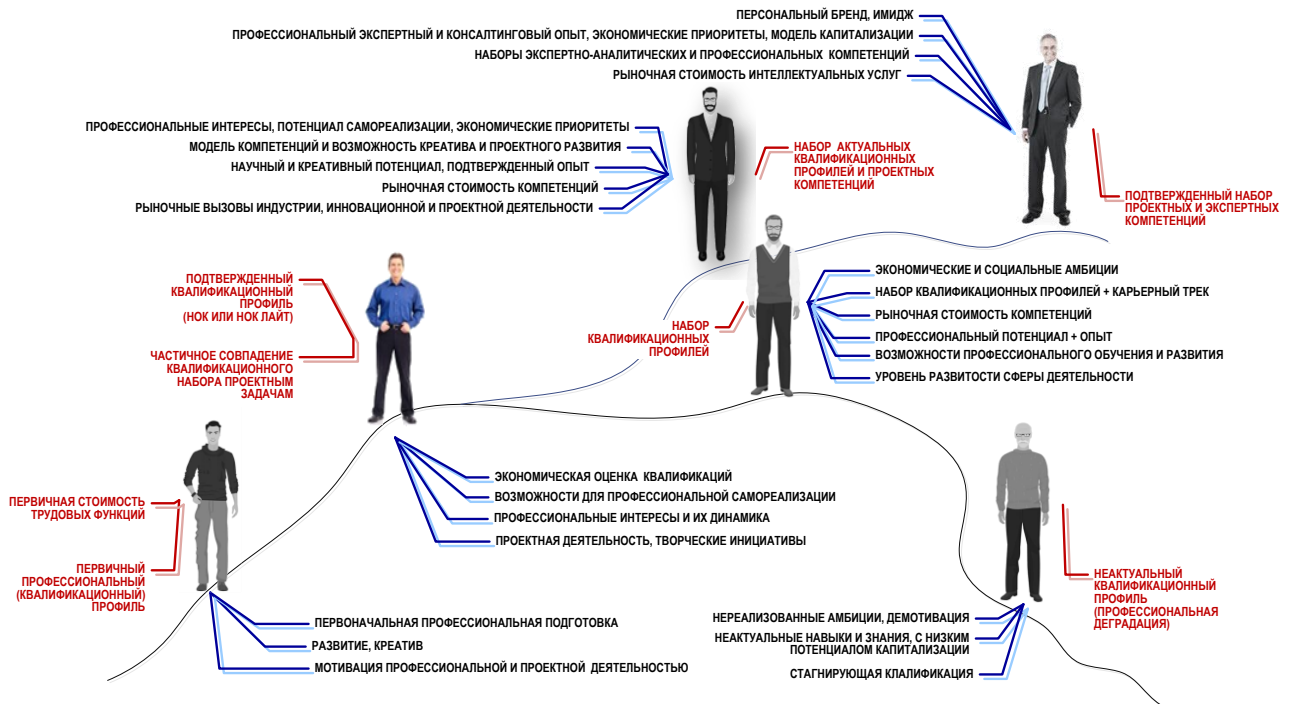 ПЕРСОНАЛЬНЫЙ БРЕНД, ИМИДЖ
ПРОФЕССИОНАЛЬНЫЙ ЭКСПЕРТНЫЙ И КОНСАЛТИНГОВЫЙ ОПЫТ, ЭКОНОМИЧЕСКИЕ ПРИОРИТЕТЫ, МОДЕЛЬ КАПИТАЛИЗАЦИИ
НАБОРЫ ЭКСПЕРТНО-АНАЛИТИЧЕСКИХ И ПРОФЕССИОНАЛЬНЫХ КОМПЕТЕНЦИЙ
РЫНОЧНАЯ СТОИМОСТЬ ИНТЕЛЛЕКТУАЛЬНЫХ УСЛУГ
ПРОФЕССИОНАЛЬНЫЕ ИНТЕРЕСЫ, ПОТЕНЦИАЛ САМОРЕАЛИЗАЦИИ, ЭКОНОМИЧЕСКИЕ ПРИОРИТЕТЫ
МОДЕЛЬ КОМПЕТЕНЦИЙ И ВОЗМОЖНОСТЬ КРЕАТИВА И ПРОЕКТНОГО РАЗВИТИЯ
НАУЧНЫЙ И КРЕАТИВНЫЙ ПОТЕНЦИАЛ, ПОДТВЕРЖДЕННЫЙ ОПЫТ
РЫНОЧНАЯ СТОИМОСТЬ КОМПЕТЕНЦИЙ
РЫНОЧНЫЕ ВЫЗОВЫ ИНДУСТРИИ, ИННОВАЦИОННОЙ И ПРОЕКТНОЙ ДЕЯТЕЛЬНОСТИ
НАБОР АКТУАЛЬНЫХ
КВАЛИФИКАЦИОННЫХ
ПРОФИЛЕЙ И ПРОЕКТНЫХ
КОМПЕТЕНЦИЙ
ПОДТВЕРЖДЕННЫЙ НАБОР
ПРОЕКТНЫХ И ЭКСПЕРТНЫХ
КОМПЕТЕНЦИЙ
ПОДТВЕРЖДЕННЫЙ
КВАЛИФИКАЦИОННЫЙ
ПРОФИЛЬ
(НОК ИЛИ НОК ЛАЙТ)
ЧАСТИЧНОЕ СОВПАДЕНИЕ
КВАЛИФИКАЦИОННОГО
НАБОРА ПРОЕКТНЫМ
ЗАДАЧАМ
НАБОР
КВАЛИФИКАЦИОННЫХ
ПРОФИЛЕЙ
ЭКОНОМИЧЕСКИЕ И СОЦИАЛЬНЫЕ АМБИЦИИ
НАБОР КВАЛИФИКАЦИОННЫХ ПРОФИЛЕЙ + КАРЬЕРНЫЙ ТРЕК
РЫНОЧНАЯ СТОИМОСТЬ КОМПЕТЕНЦИЙ
ПРОФЕССИОНАЛЬНЫЙ ПОТЕНЦИАЛ + ОПЫТ
ВОЗМОЖНОСТИ ПРОФЕССИОНАЛЬНОГО ОБУЧЕНИЯ И РАЗВИТИЯ
УРОВЕНЬ РАЗВИТОСТИ СФЕРЫ ДЕЯТЕЛЬНОСТИ
ЭКОНОМИЧЕСКАЯ ОЦЕНКА КВАЛИФИКАЦИЙ
ВОЗМОЖНОСТИ ДЛЯ ПРОФЕССИОНАЛЬНОЙ САМОРЕАЛИЗАЦИИ
ПРОФЕССИОНАЛЬНЫЕ ИНТЕРЕСЫ И ИХ ДИНАМИКА
ПРОЕКТНАЯ ДЕЯТЕЛЬНОСТЬ, ТВОРЧЕСКИЕ ИНИЦИАТИВЫ
ПЕРВИЧНАЯ СТОИМОСТЬ
ТРУДОВЫХ ФУНКЦИЙ
ПЕРВИЧНЫЙ
ПРОФЕССИОНАЛЬНЫЙ
(КВАЛИФИКАЦИОННЫЙ)
ПРОФИЛЬ
ПЕРВОНАЧАЛЬНАЯ ПРОФЕССИОНАЛЬНАЯ ПОДГОТОВКА
РАЗВИТИЕ, КРЕАТИВ
МОТИВАЦИЯ ПРОФЕССИОНАЛЬНОЙ И ПРОЕКТНОЙ ДЕЯТЕЛЬНОСТЬЮ
НЕАКТУАЛЬНЫЙ
КВАЛИФИКАЦИОННЫЙ
ПРОФИЛЬ
(ПРОФЕССИОНАЛЬНАЯ
ДЕГРАДАЦИЯ)
НЕРЕАЛИЗОВАННЫЕ АМБИЦИИ, ДЕМОТИВАЦИЯ
НЕАКТУАЛЬНЫЕ НАВЫКИ И ЗНАНИЯ, С НИЗКИМ
ПОТЕНЦИАЛОМ КАПИТАЛИЗАЦИИ
СТАГНИРУЮЩАЯ КЛАЛИФИКАЦИЯ